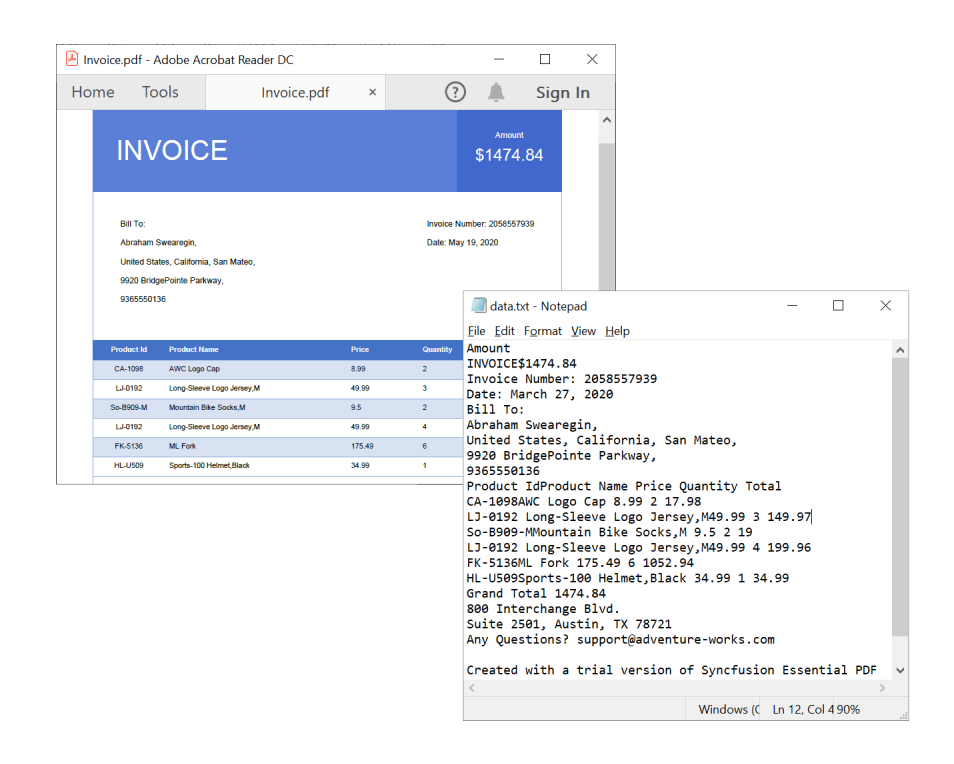 Invoice.pdf - Adobe Acrobat Reader DC
Home Tools Invoice.pdf × ? Sign In
Amount
INVOICE $1474.84
Bill To: Invoice Number: 2058557939
Abraham Swearegin, Date: May 19, 2020
United States, California, San Mateo,
9920 BridgePointe Parkway,
9365550136
Product Id Product Name Price Quantity
CA-1098 AWC Logo Cap 8.99 2
LJ-0192 Long-Sleeve Logo Jersey,M 49.99 3
So-B909-M Mountain Bike Socks,M 9.5 2
LJ-0192 Long-Sleeve Logo Jersey,M 49.99 4
FK-5136 ML Fork 175.49 6
HL-U509 Sports-100 Helmet,Black 34.99 1
data.txt - Notepad
File Edit Format View Help
Amount
INVOICE$1474.84
Invoice Number: 2058557939
Date: March 27, 2020
Bill To:
Abraham Swearegin,
United States, California, San Mateo,
9920 BridgePointe Parkway,
9365550136
Product IdProduct Name Price Quantity Total
CA-1098AWC Logo Cap 8.99 2 17.98
LJ-0192 Long-Sleeve Logo Jersey,M49.99 3 149.97
So-B909-MMountain Bike Socks,M 9.5 2 19
LJ-0192 Long-Sleeve Logo Jersey,M49.99 4 199.96
FK-5136ML Fork 175.49 6 1052.94
HL-U509Sports-100 Helmet,Black 34.99 1 34.99
Grand Total 1474.84
800 Interchange Blvd.
Suite 2501, Austin, TX 78721
Any Questions? support@adventure-works.com
Created with a trial version of Syncfusion Essential PDF
Windows (C Ln 12, Col 4 90%